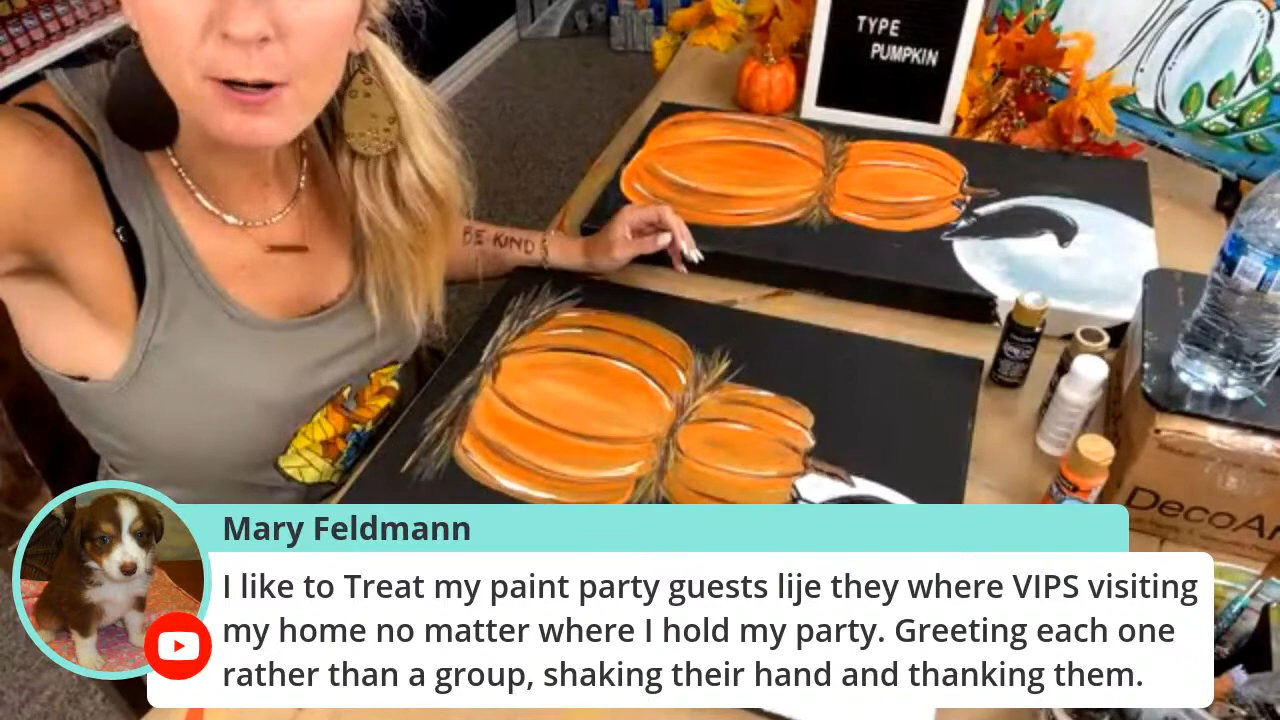 TYPE
PUMPKIN
BE KIND
DecoAr
Mary Feldmann
I like to Treat my paint party guests lije they where VIPS visiting
my home no matter where I hold my party. Greeting each one
rather than a group, shaking their hand and thanking them.